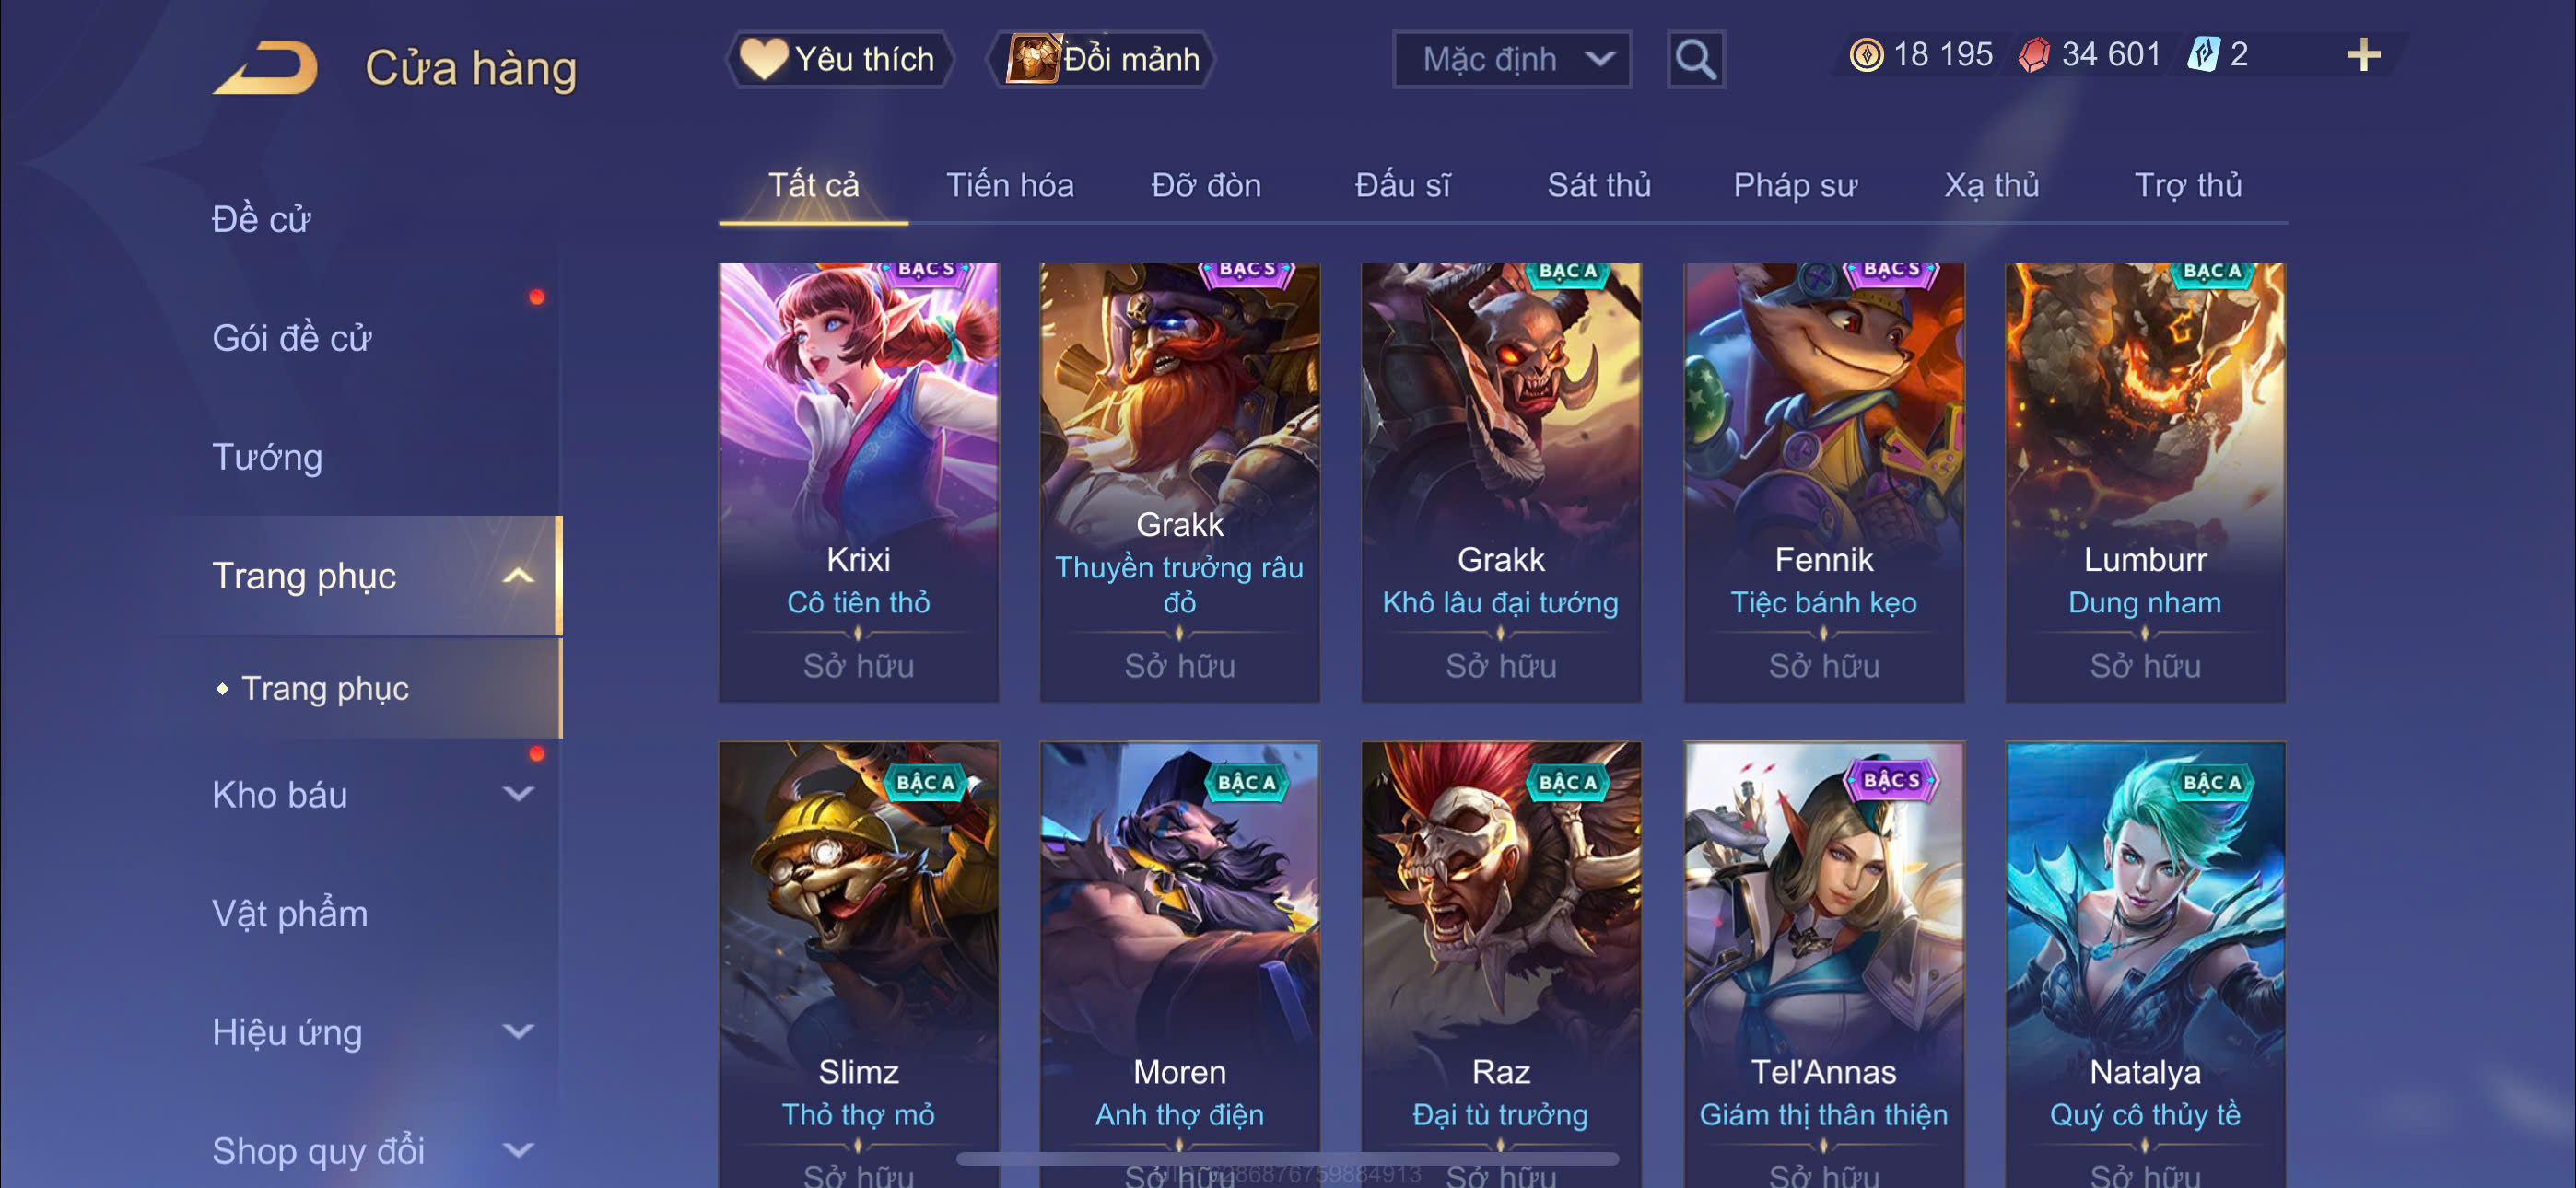 Cửa hàng
Yêu thích
Đổi mảnh
Mặc định
18 195
34 601
2
Tất cả
Tiến hóa
Đỡ đòn
Đấu sĩ
Sát thủ
Pháp sư
Xạ thủ
Trợ thủ
Đề cử
Gói đề cử
Tướng
Trang phục
Trang phục
Kho báu
Vật phẩm
Hiệu ứng
Shop quy đổi
BẬC S
Krixi
Cô tiên thỏ
Sở hữu
BẬC S
Grakk
Thuyền trưởng râu
đỏ
Sở hữu
BẬC A
Grakk
Khô lâu đại tướng
Sở hữu
BẬC S
Fennik
Tiệc bánh kẹo
Sở hữu
BẬC A
Lumburr
Dung nham
Sở hữu
BẬC A
Slimz
Thỏ thợ mỏ
Sở hữu
BẬC A
Moren
Anh thợ điện
Sở hữu
BẬC A
Raz
Đại tù trưởng
Sở hữu
BẬC S
Tel'Annas
Giám thị thân thiện
Sở hữu
BẬC A
Natalya
Quý cô thủy tề
Sở hữu